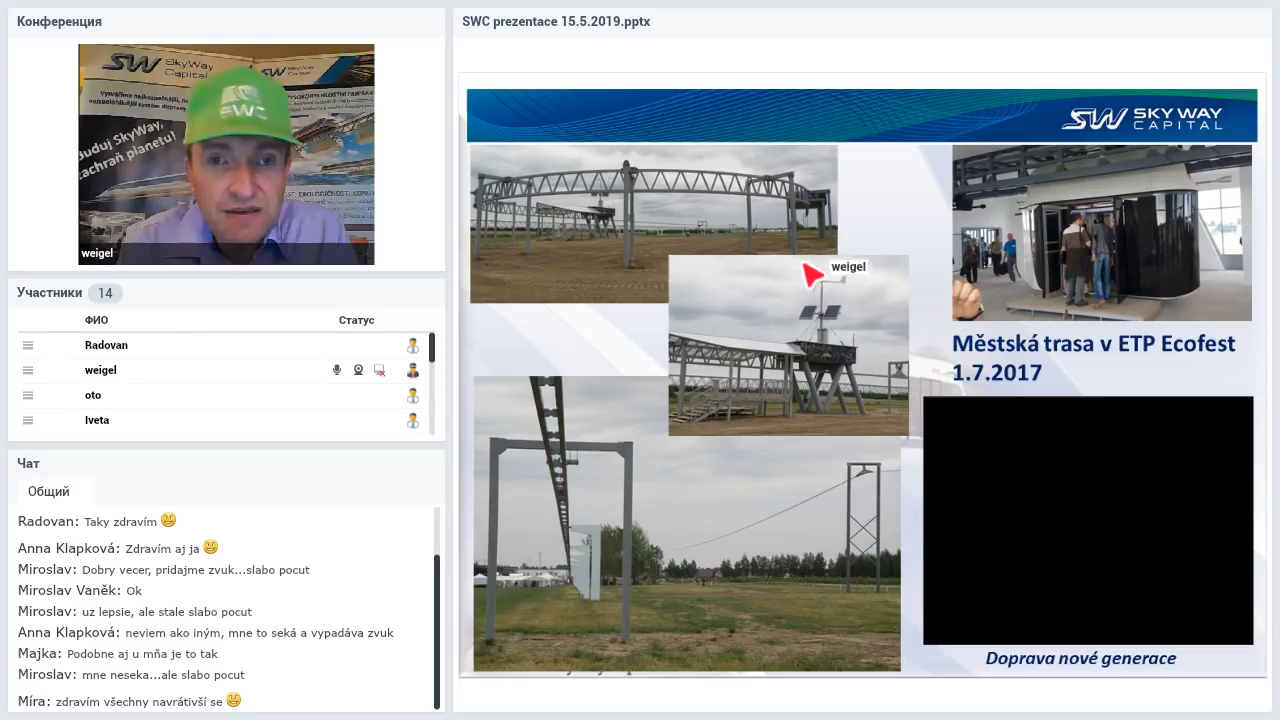 Конференция
SKYWAY
CAPITAL
Buduj SkyWay,
zachraň planetu!
SWC
weigel
Участники 14
ФИО Статус
Radovan
weigel
oto
Iveta
Чат
Общий
Radovan: Taky zdravím
Anna Klapková: Zdravím aj ja
Miroslav: Dobry vecer, pridajme zvuk...slabo pocut
Miroslav Vaněk: Ok
Miroslav: uz lepsie, ale stale slabo pocut
Anna Klapková: neviem ako iným, mne to seká a vypadáva zvuk
Majka: Podobne aj u mňa je to tak
Miroslav: mne neseka...ale slabo pocut
Míra: zdravím všechny navrátivší se
SWC prezentace 15.5.2019.pptx
SW SKY WAY
CAPITAL
weigel
Městská trasa v ETP Ecofest
1.7.2017
Doprava nové generace